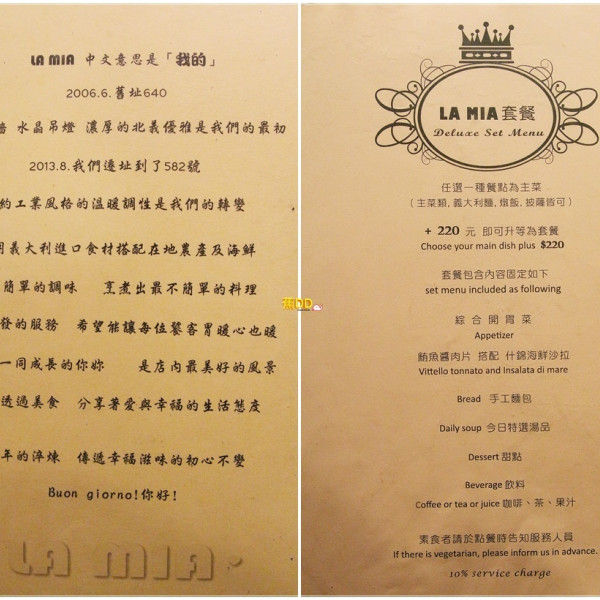 LA MIA 中文意思是「我的」
2006.6.舊址640
水晶吊燈 濃厚的北義優雅是我們的最初
2013.8.我們遷址到了582號
約工業風格的溫暖調性是我們的轉變
義大利進口食材搭配在地農產及海鮮
簡單的調味 烹煮出最不簡單的料理
發的服務 希望能讓每位饕客胃暖心也暖
一同成長的你妳 是店內最美好的風景
透過美食 分享著愛與幸福的生活態度
年的淬煉 傳遞幸福滋味的初心不變
Buon giorno!你好!
LA MIA
LA MIA 套餐
Deluxe Set Menu
任選一種餐點為主菜
(主菜類, 義大利麵, 燉飯, 披薩皆可)
+ 220 元 即可升等為套餐
Choose your main dish plus $220
套餐包含內容固定如下
set menu included as following
綜合開胃菜
Appetizer
鮪魚醬肉片 搭配 什錦海鮮沙拉
Vittello tonnato and Insalata di mare
Bread 手工麵包
Daily soup 今日特選湯品
Dessert 甜點
Beverage 飲料
Coffee or tea or juice 咖啡、茶、果汁
素食者請於點餐時告知服務人員
If there is vegetarian, please inform us in advance.
10% service charge